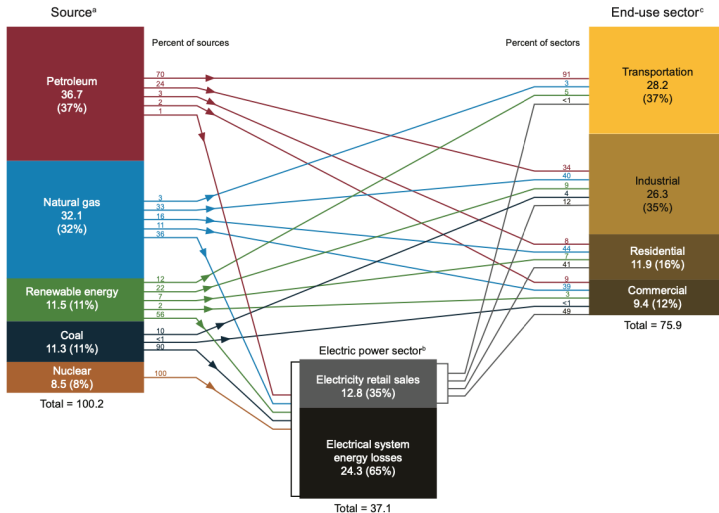 Sourceᵃ
End-use sectorᶜ
Percent of sources
Percent of sectors
Petroleum
36.7
(37%)
70
24
3
2
1
Natural gas
32.1
(32%)
3
33
16
11
36
Renewable energy
11.5 (11%)
12
22
7
2
56
Coal
11.3 (11%)
10
<1
90
Nuclear
8.5 (8%)
100
Total = 100.2
Electric power sectorᵇ
Electricity retail sales
12.8 (35%)
Electrical system
energy losses
24.3 (65%)
Total = 37.1
91
3
5
<1
Transportation
28.2
(37%)
34
40
9
4
12
Industrial
26.3
(35%)
8
44
7
41
Residential
11.9 (16%)
9
39
3
<1
49
Commercial
9.4 (12%)
Total = 75.9